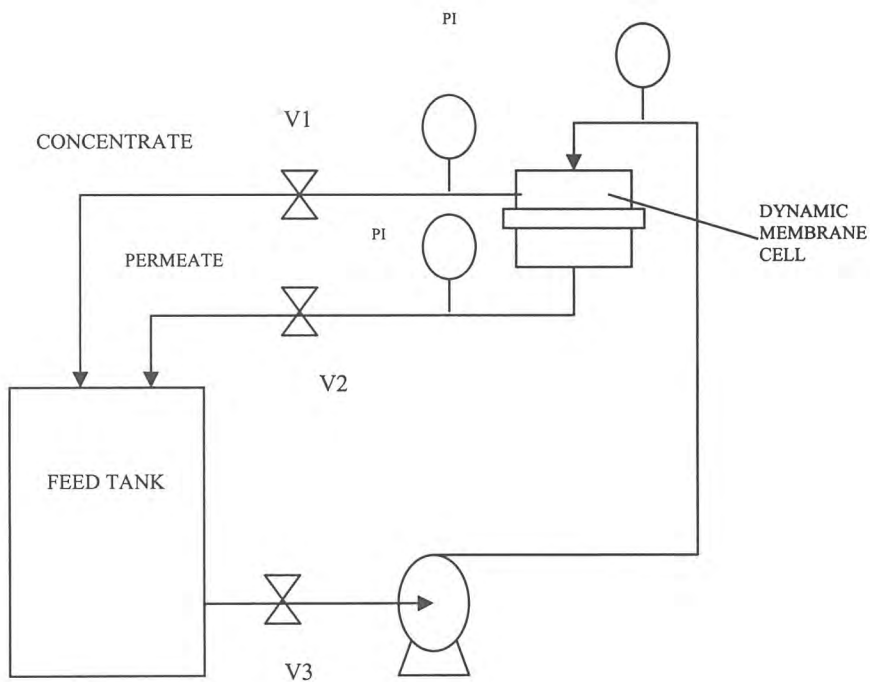 PI
V1
CONCENTRATE
DYNAMIC
MEMBRANE
CELL
PI
PERMEATE
V2
FEED TANK
V3